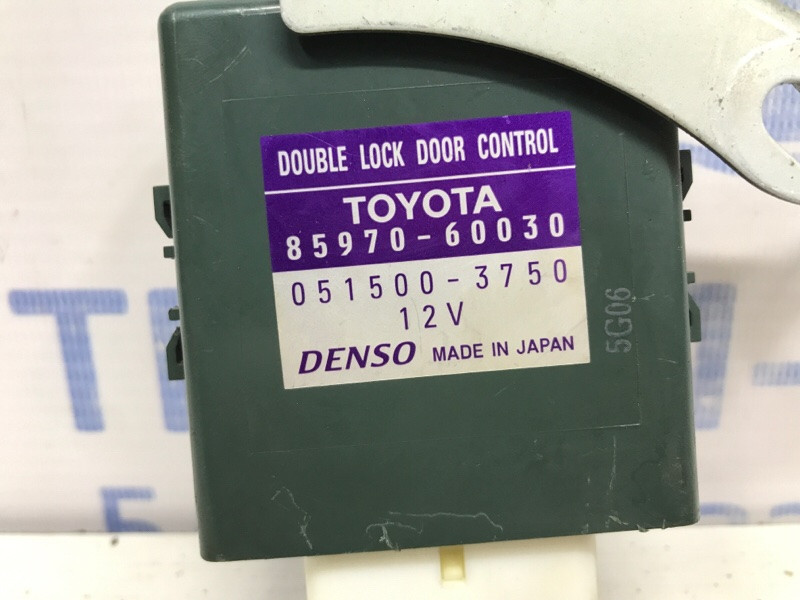 DOUBLE LOCK DOOR CONTROL
TOYOTA
85970-60030
051500-3750
12V
DENSO MADE IN JAPAN
5G06